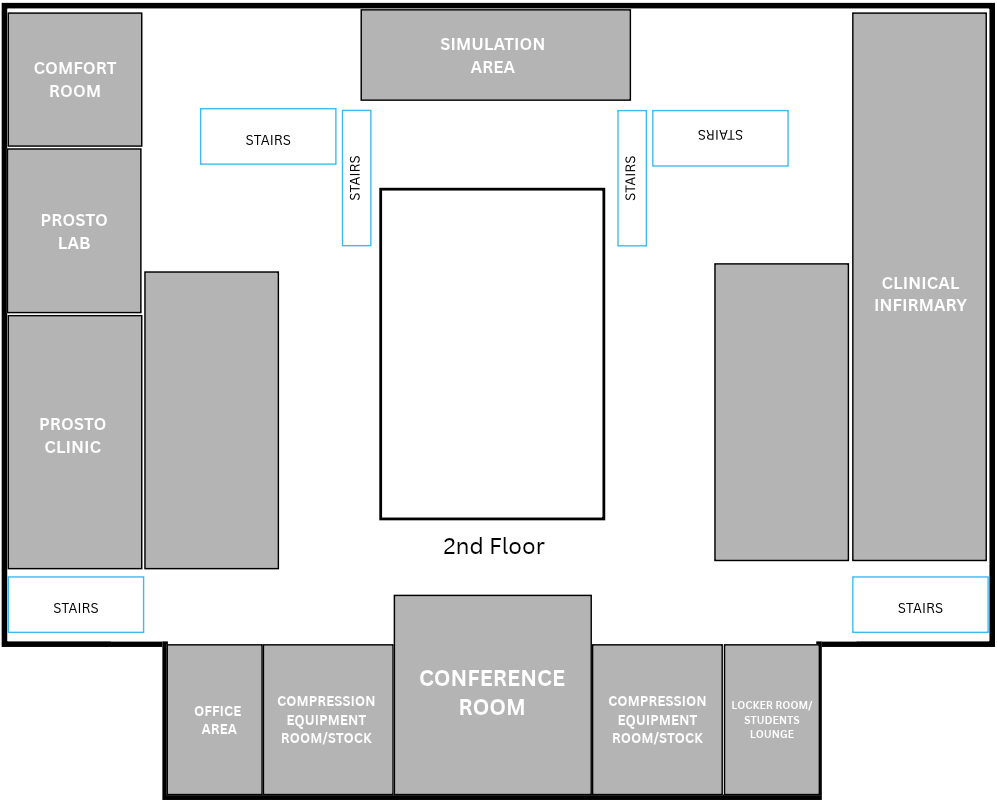 SIMULATION
AREA
COMFORT
ROOM
STAIRS
STAIRS
STAIRS
STAIRS
PROSTO
LAB
CLINICAL
INFIRMARY
PROSTO
CLINIC
2nd Floor
STAIRS
STAIRS
OFFICE
AREA
COMPRESSION
EQUIPMENT
ROOM/STOCK
CONFERENCE
ROOM
COMPRESSION
EQUIPMENT
ROOM/STOCK
LOCKER ROOM/
STUDENTS
LOUNGE